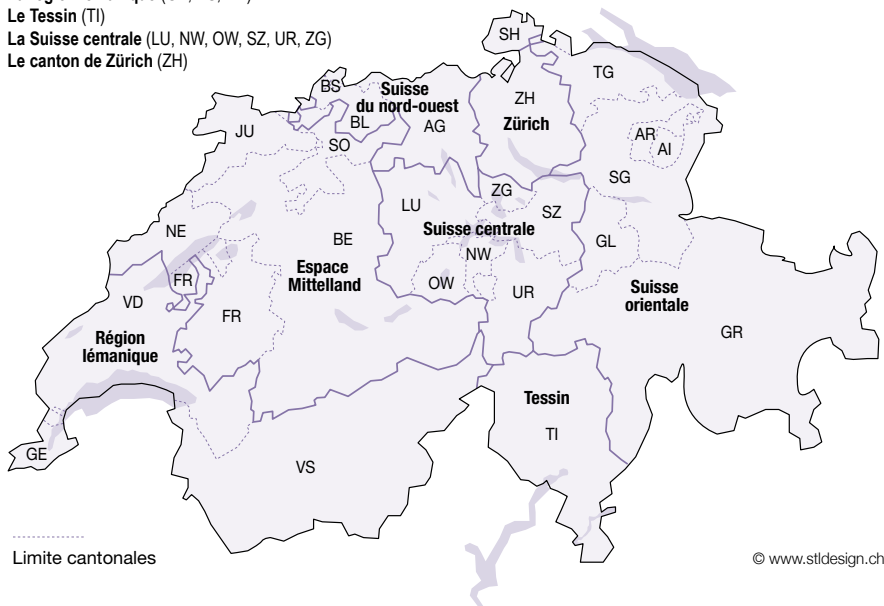 Le Tessin (TI)
La Suisse centrale (LU, NW, OW, SZ, UR, ZG)
Le canton de Zürich (ZH)
SH
TG
BS
Suisse
du nord-ouest
ZH
Zürich
BL
AG
JU
SO
AR
AI
SG
ZG
LU
SZ
Suisse centrale
NE
BE
GL
NW
Espace
Mittelland
FR
OW
UR
Suisse
orientale
VD
FR
GR
Région
lémanique
Tessin
TI
GE
VS
Limite cantonales
© www.stldesign.ch